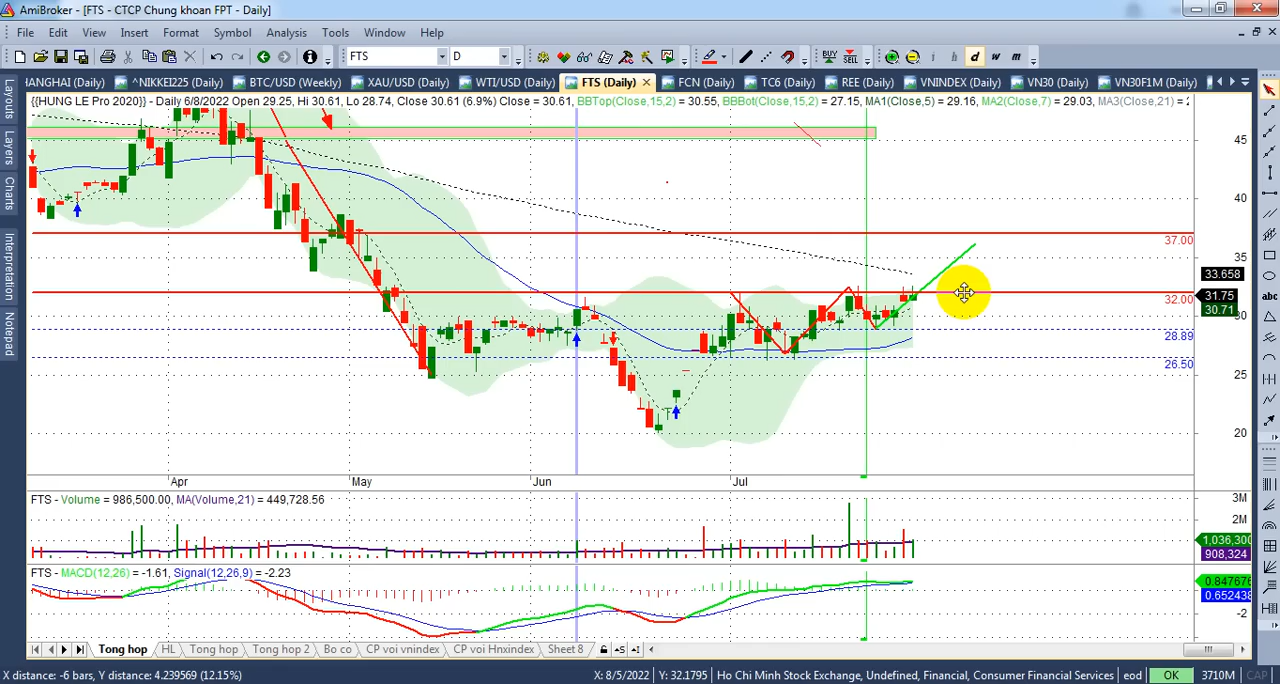 AmiBroker - [FTS - CTCP Chung khoan FPT - Daily]
File Edit View Insert Format Symbol Analysis Tools Window Help
FTS D BUY SELL i h d w m
HANGHAI (Daily) ^NIKKEI225 (Daily) BTC/USD (Weekly) XAU/USD (Daily) WTI/USD (Daily) FTS (Daily) FCN (Daily) TC6 (Daily) REE (Daily) VNINDEX (Daily) VN30 (Daily) VN30F1M (Daily)
Layouts
Layers
Charts
Interpretation
Notepad
{{HUNG LE Pro 2020}} - Daily 6/8/2022 Open 29.25, Hi 30.61, Lo 28.74, Close 30.61 (6.9%) Close = 30.61, BBTop(Close,15,2) = 30.55, BBBot(Close,15,2) = 27.15, MA1(Close,5) = 29.16, MA2(Close,7) = 29.03, MA3(Close,21) = 2
45
40
37.00
35
33.658
31.75
32.00
30.71
30
28.89
26.50
25
20
Apr May Jun Jul
FTS - Volume = 986,500.00, MA(Volume,21) = 449,728.56
3M
2M
1,036,300
908,324
FTS - MACD(12,26) = -1.61, Signal(12,26,9) = -2.23
0.847676
0.652438
-2
Tong hop HL Tong hop Tong hop 2 Bo co CP voi vnindex CP voi Hnxindex Sheet 8
X distance: -6 bars, Y distance: 4.239569 (12.15%) X: 8/5/2022 Y: 32.1795 Ho Chi Minh Stock Exchange, Undefined, Financial, Consumer Financial Services eod OK 3710M CAP
abc